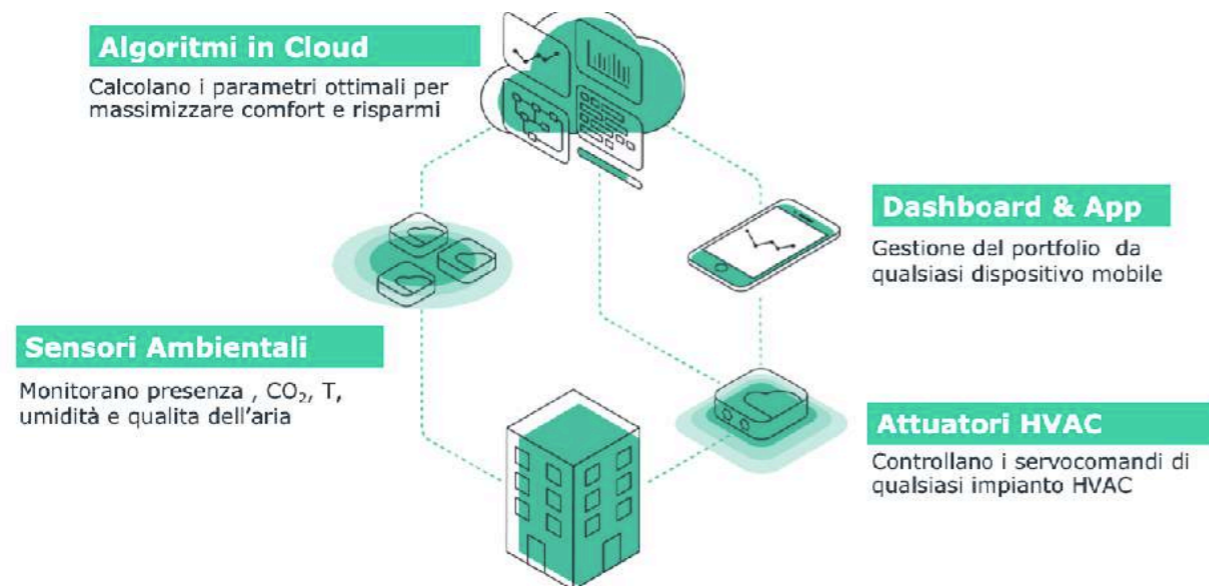 Algoritmi in Cloud
Calcolano i parametri ottimali per
massimizzare comfort e risparmi
Dashboard & App
Gestione del portfolio da
qualsiasi dispositivo mobile
Sensori Ambientali
Monitorano presenza , CO₂, T,
umidità e qualita dell'aria
Attuatori HVAC
Controllano i servocomandi di
qualsiasi impianto HVAC